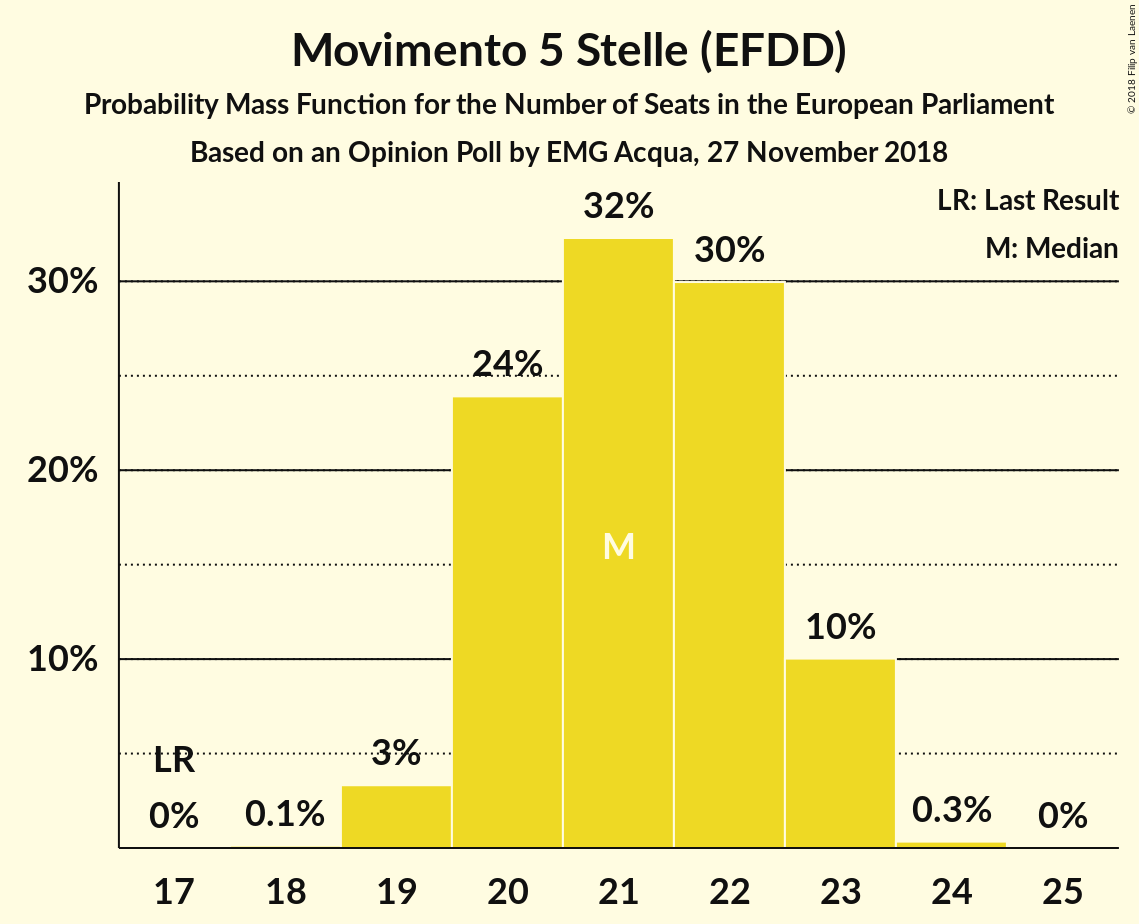 Movimento 5 Stelle (EFDD)
Probability Mass Function for the Number of Seats in the European Parliament
Based on an Opinion Poll by EMG Acqua, 27 November 2018
© 2018 Filip van Laenen
LR: Last Result
M: Median
32%
30%
30%
24%
20%
M
10%
10%
LR
3%
0%
0.1%
0.3%
0%
17 18 19 20 21 22 23 24 25